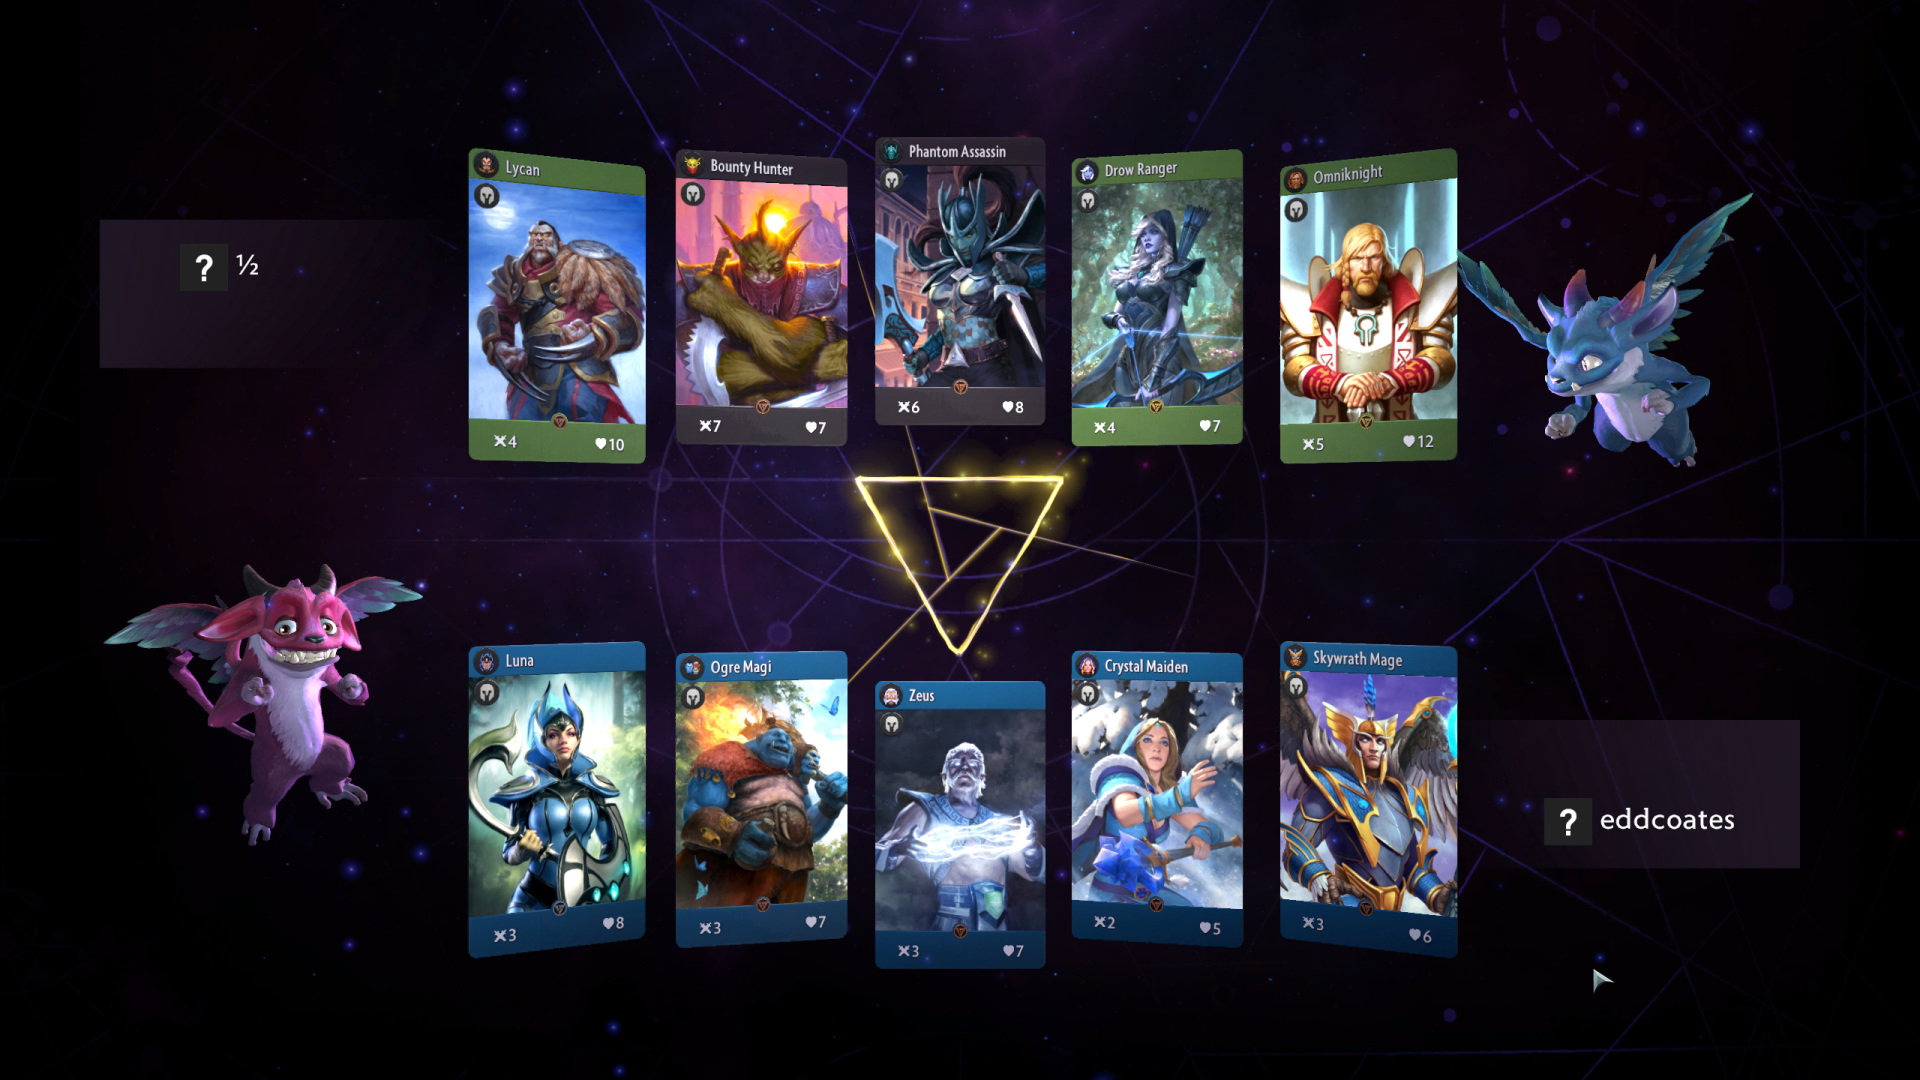 Lycan
Bounty Hunter
Phantom Assassin
Drow Ranger
Omniknight
? ½
4 10
7 7
6 8
4 7
5 12
Luna
Ogre Magi
Zeus
Crystal Maiden
Skywrath Mage
? eddcoates
3 8
3 7
3 7
2 5
3 6